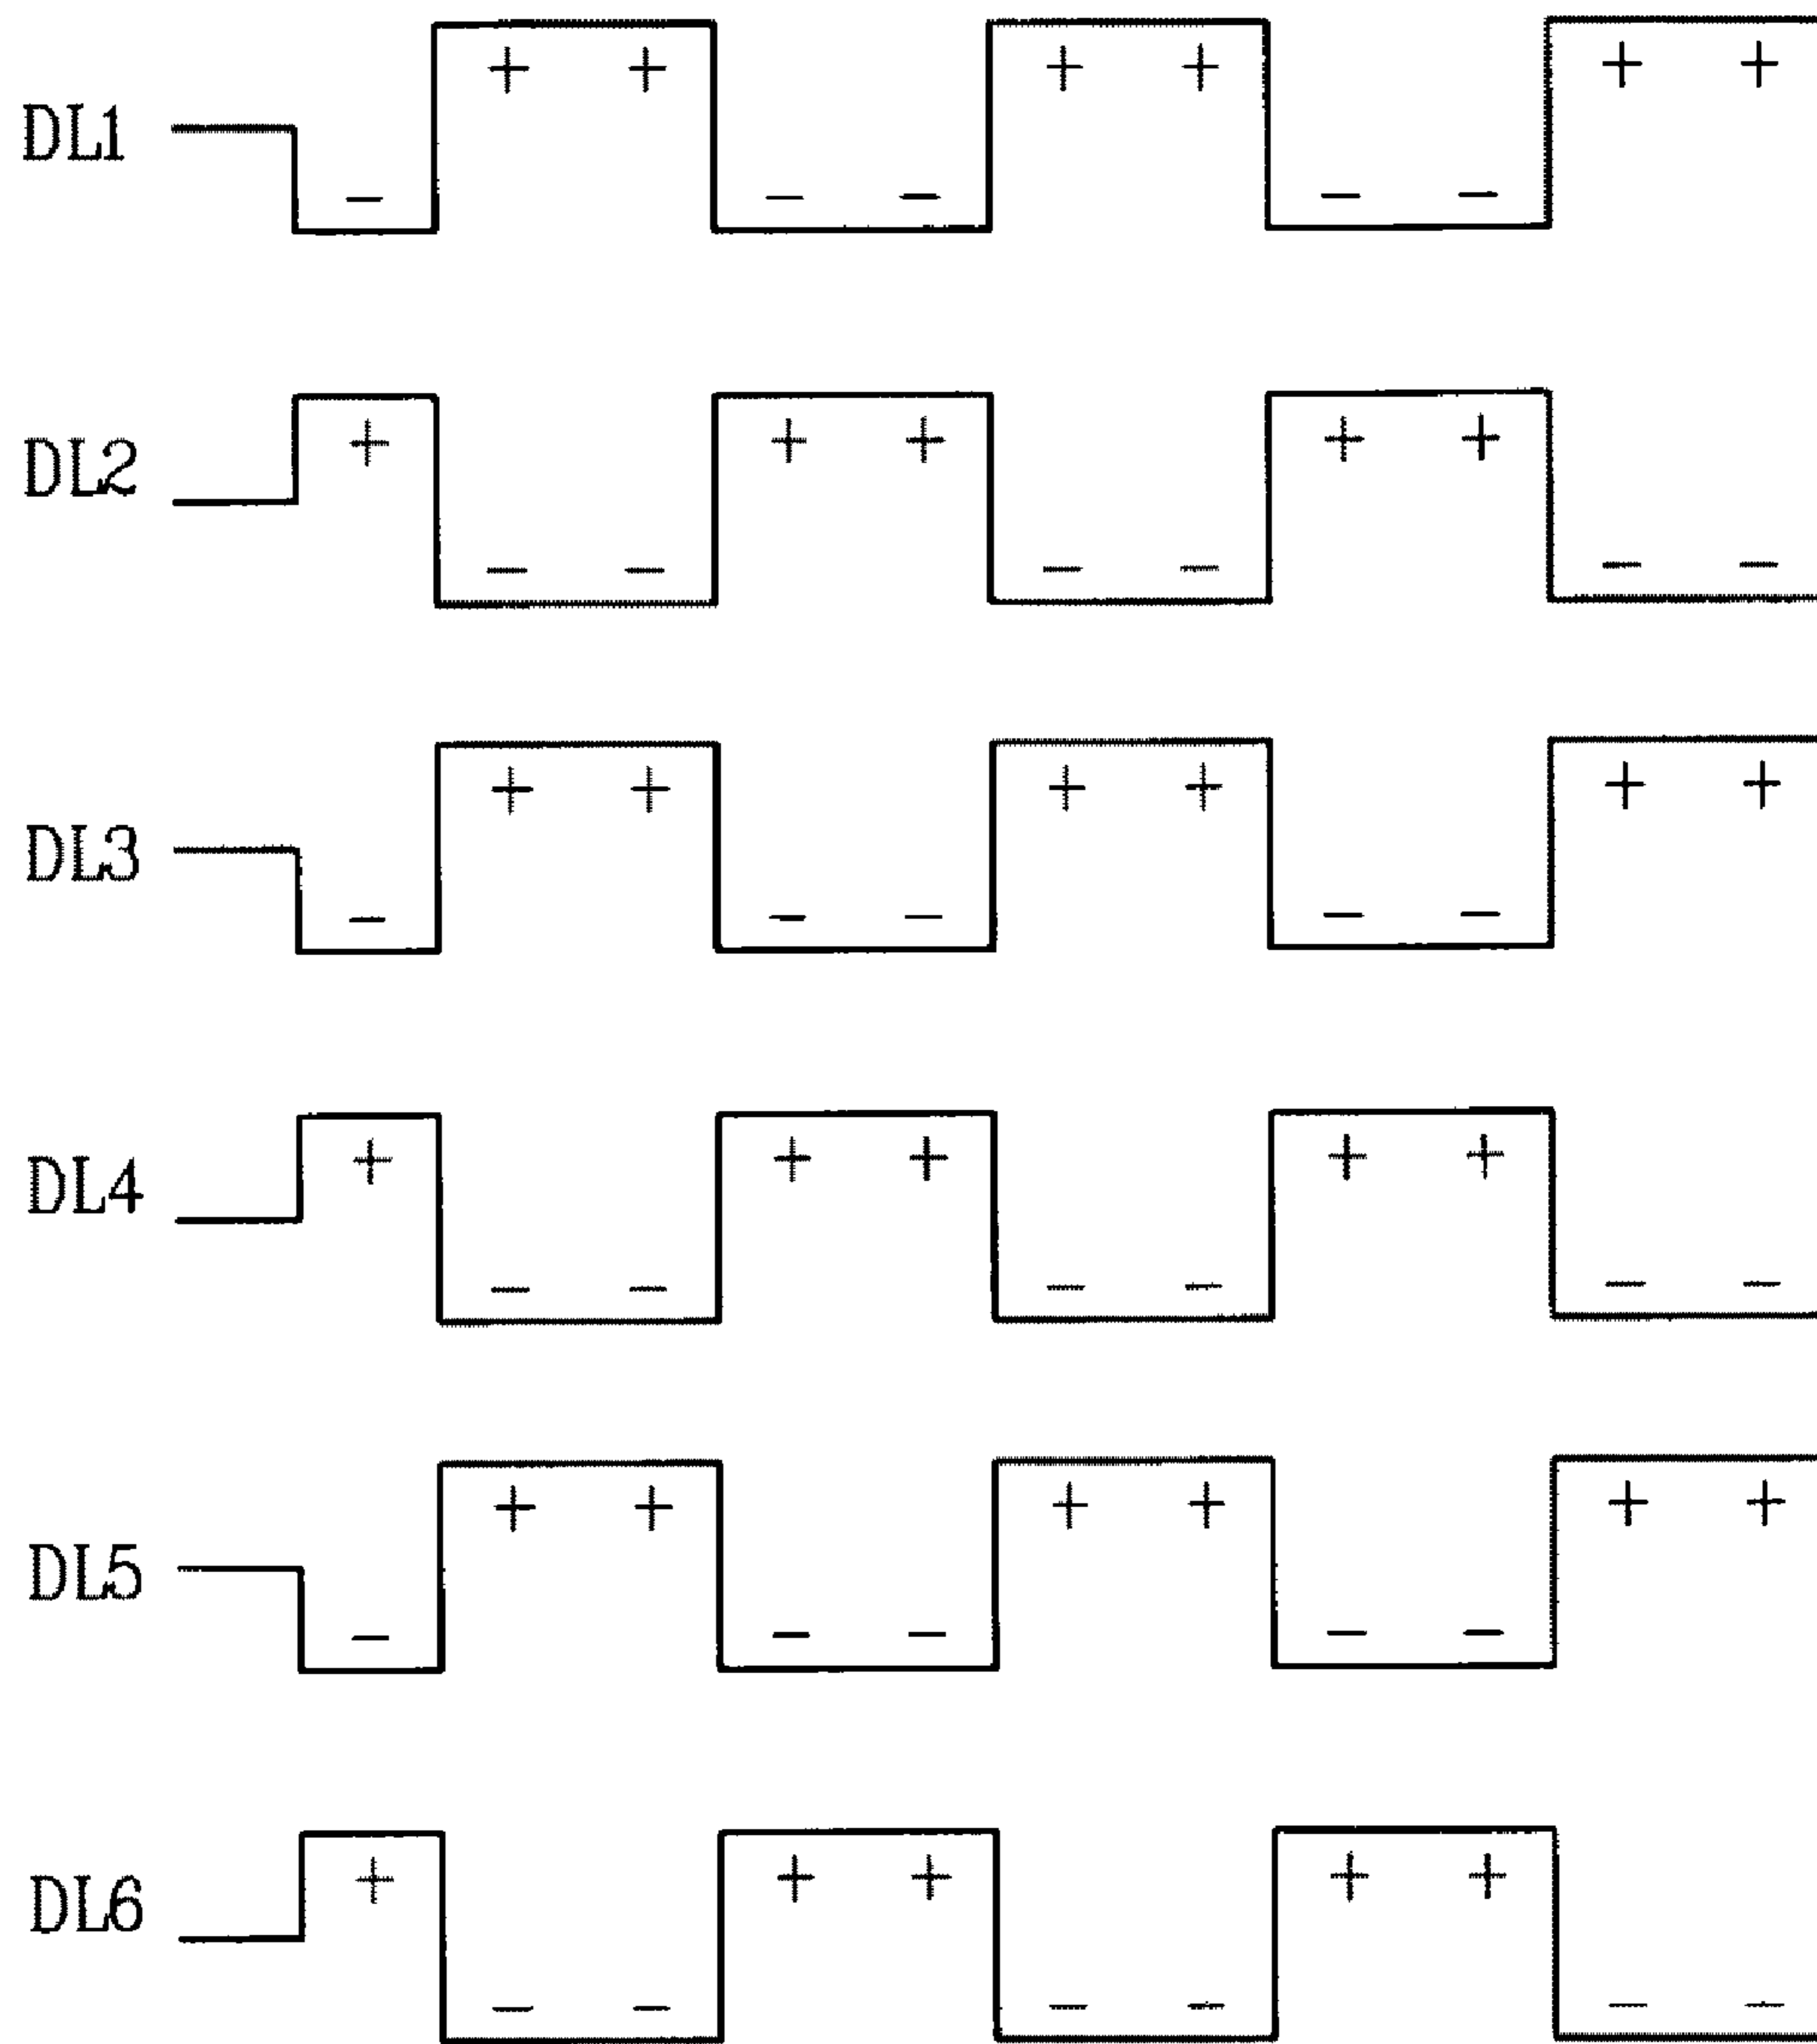 DL1 − + + − − + + − − + +
DL2 + − − + + − − + + − −
DL3 − + + − − + + − − + +
DL4 + − − + + − − + + − −
DL5 − + + − − + + − − + +
DL6 + − − + + − − + + − −